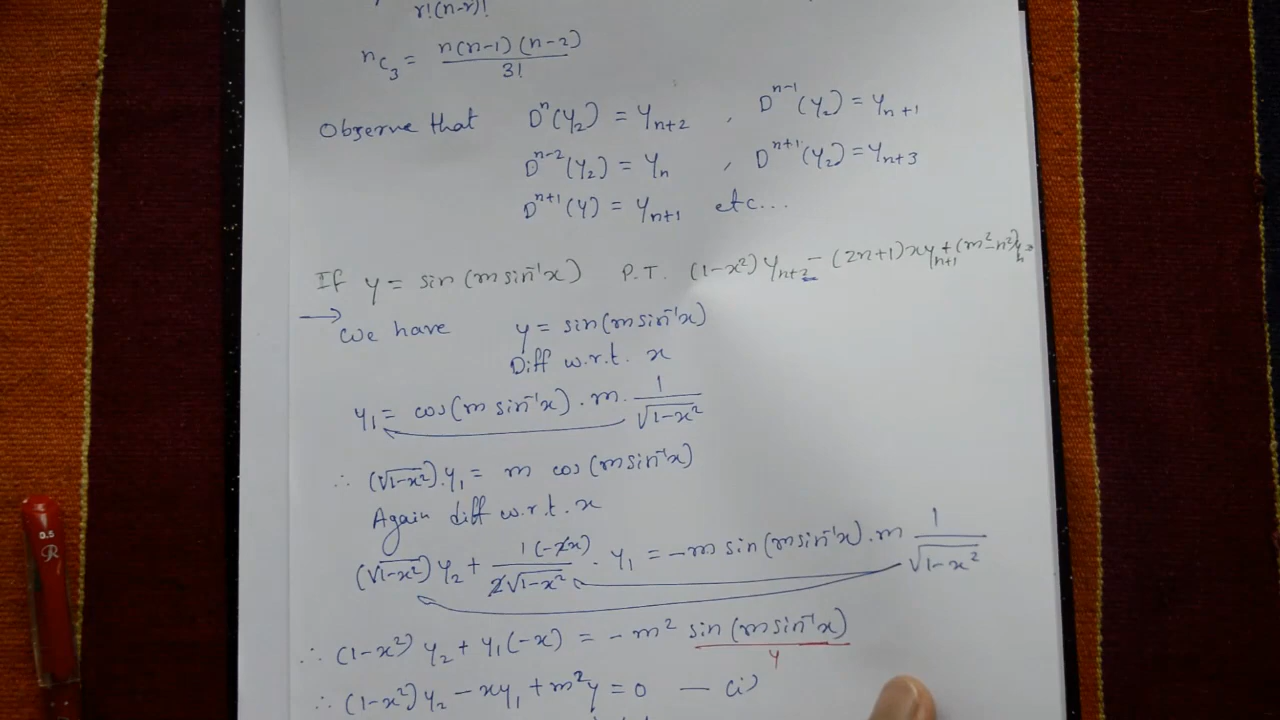 r!(n-r)!
nC₃ = n(n-1)(n-2) / 3!
Observe that Dⁿ(y₂) = yₙ₊₂ , Dⁿ⁻¹(y₂) = yₙ₊₁
Dⁿ⁻²(y₂) = yₙ , Dⁿ⁺¹(y₂) = yₙ₊₃
Dⁿ⁺¹(y) = yₙ₊₁ etc...
If y = sin(m sin⁻¹x) P.T. (1-x²)yₙ₊₂ - (2n+1)xyₙ₊₁ + (m²-n²)yₙ =
→ We have y = sin(m sin⁻¹x)
Diff w.r.t. x
y₁ = cos(m sin⁻¹x) . m . 1/√1-x²
∴ (√1-x²).y₁ = m cos(m sin⁻¹x)
Again diff w.r.t. x
(√1-x²)y₂ + 1(-2x)/2√1-x² . y₁ = -m sin(m sin⁻¹x).m 1/√1-x²
∴ (1-x²) y₂ + y₁(-x) = -m² sin(m sin⁻¹x)
y
∴ (1-x²)y₂ - xy₁ + m²y = 0 — (i)
0.5
R